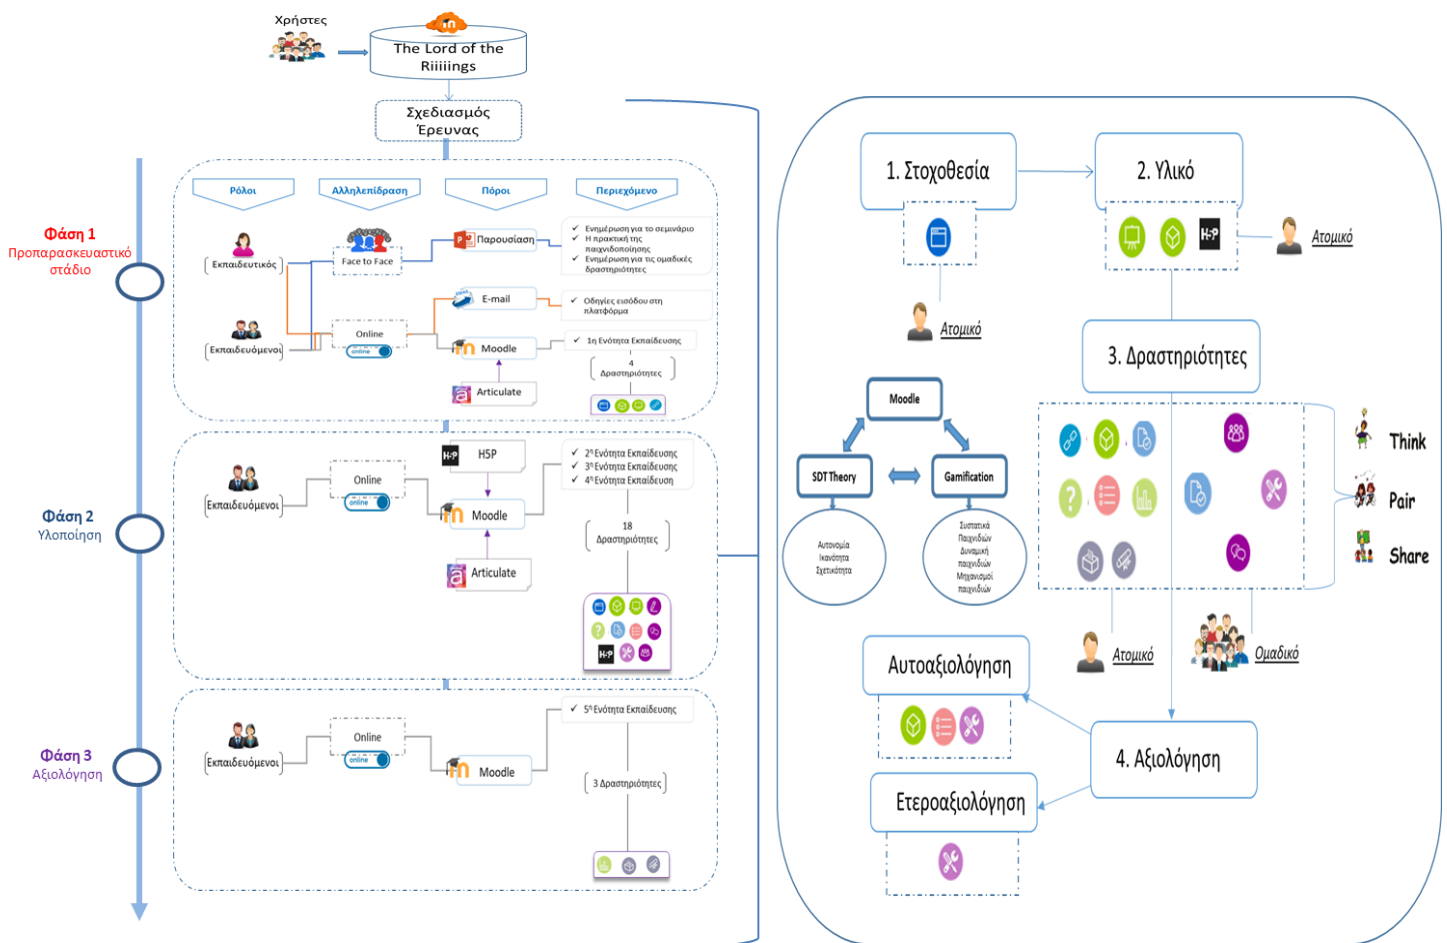 Χρήστες
The Lord of the
Riiiiings
Σχεδιασμός
Έρευνας
Φάση 1
Προπαρασκευαστικό
στάδιο
Ρόλοι
Αλληλεπίδραση
Πόροι
Περιεχόμενο
Εκπαιδευτικός
Face to Face
Παρουσίαση
✓ Ενημέρωση για το σεμινάριο
✓ Η πρακτική της
παιχνιδοποίησης
✓ Ενημέρωση για τις ομαδικές
δραστηριότητες
E-mail
✓ Οδηγίες εισόδου στη
πλατφόρμα
Εκπαιδευόμενοι
Online
online
Moodle
✓ 1η Ενότητα Εκπαίδευσης
4
Δραστηριότητες
Articulate
Φάση 2
Υλοποίηση
Εκπαιδευόμενοι
Online
online
H5P
H5P
Moodle
Articulate
✓ 2η Ενότητα Εκπαίδευσης
✓ 3η Ενότητα Εκπαίδευσης
✓ 4η Ενότητα Εκπαίδευση
18
Δραστηριότητες
H5P
Φάση 3
Αξιολόγηση
Εκπαιδευόμενοι
Online
online
Moodle
✓ 5η Ενότητα Εκπαίδευσης
3 Δραστηριότητες
1. Στοχοθεσία
2. Υλικό
H5P
Ατομικό
Ατομικό
3. Δραστηριότητες
Moodle
SDT Theory
Gamification
Αυτονομία
Ικανότητα
Σχετικότητα
Συστατικά
Παιχνιδιών
Δυναμική
παιχνιδιών
Μηχανισμοί
παιχνιδιών
Think
Pair
Share
Ατομικό
Ομαδικό
Αυτοαξιολόγηση
4. Αξιολόγηση
Ετεροαξιολόγηση